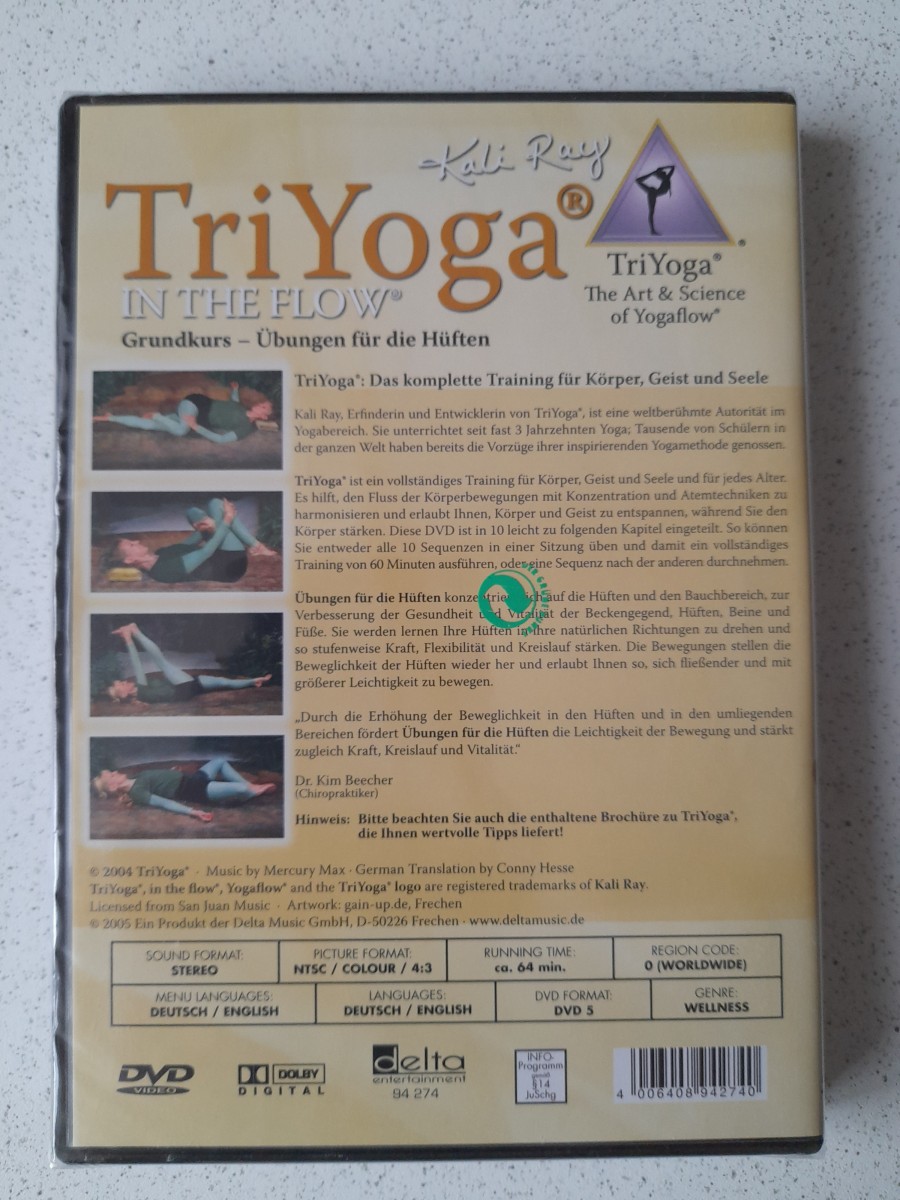 Kali Ray
TriYoga®
IN THE FLOW®
Grundkurs – Übungen für die Hüften
TriYoga®
The Art & Science
of Yogaflow®
TriYoga®: Das komplette Training für Körper, Geist und Seele
Kali Ray, Erfinderin und Entwicklerin von TriYoga®, ist eine weltberühmte Autorität im
Yogabereich. Sie unterrichtet seit fast 3 Jahrzehnten Yoga; Tausende von Schülern in
der ganzen Welt haben bereits die Vorzüge ihrer inspirierenden Yogamethode genossen.
TriYoga® ist ein vollständiges Training für Körper, Geist und Seele und für jedes Alter.
Es hilft, den Fluss der Körperbewegungen mit Konzentration und Atemtechniken zu
harmonisieren und erlaubt Ihnen, Körper und Geist zu entspannen, während Sie den
Körper stärken. Diese DVD ist in 10 leicht zu folgenden Kapitel eingeteilt. So können
Sie entweder alle 10 Sequenzen in einer Sitzung üben und damit ein vollständiges
Training von 60 Minuten ausführen, oder eine Sequenz nach der anderen durchnehmen.
Übungen für die Hüften konzentrieren sich auf die Hüften und den Bauchbereich, zur
Verbesserung der Gesundheit und Vitalität der Beckengegend, Hüften, Beine und
Füße. Sie werden lernen Ihre Hüften in ihre natürlichen Richtungen zu drehen und
so stufenweise Kraft, Flexibilität und Kreislauf stärken. Die Bewegungen stellen die
Beweglichkeit der Hüften wieder her und erlaubt Ihnen so, sich fließender und mit
größerer Leichtigkeit zu bewegen.
„Durch die Erhöhung der Beweglichkeit in den Hüften und in den umliegenden
Bereichen fördert Übungen für die Hüften die Leichtigkeit der Bewegung und stärkt
zugleich Kraft, Kreislauf und Vitalität."
Dr. Kim Beecher
(Chiropraktiker)
Hinweis: Bitte beachten Sie auch die enthaltene Brochüre zu TriYoga®,
die Ihnen wertvolle Tipps liefert!
© 2004 TriYoga® · Music by Mercury Max · German Translation by Conny Hesse
TriYoga®, in the flow®, Yogaflow® and the TriYoga® logo are registered trademarks of Kali Ray.
Licensed from San Juan Music · Artwork: gain-up.de, Frechen
© 2005 Ein Produkt der Delta Music GmbH, D-50226 Frechen · www.deltamusic.de
SOUND FORMAT:
STEREO
PICTURE FORMAT:
NTSC / COLOUR / 4:3
RUNNING TIME:
ca. 64 min.
REGION CODE:
0 (WORLDWIDE)
MENU LANGUAGES:
DEUTSCH / ENGLISH
LANGUAGES:
DEUTSCH / ENGLISH
DVD FORMAT:
DVD 5
GENRE:
WELLNESS
DVD
VIDEO
DOLBY
DIGITAL
delta
entertainment
94 274
INFO-
Programm
gemäß
§14
JuSchg
4 006408 942740